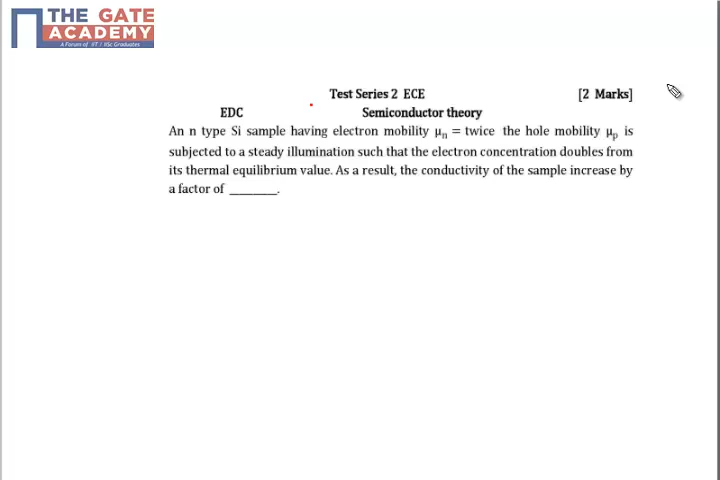 THE GATE
ACADEMY
A Forum of IIT / IISc Graduates
Test Series 2 ECE [2 Marks]
EDC Semiconductor theory
An n type Si sample having electron mobility μn = twice the hole mobility μp is
subjected to a steady illumination such that the electron concentration doubles from
its thermal equilibrium value. As a result, the conductivity of the sample increase by
a factor of ________.